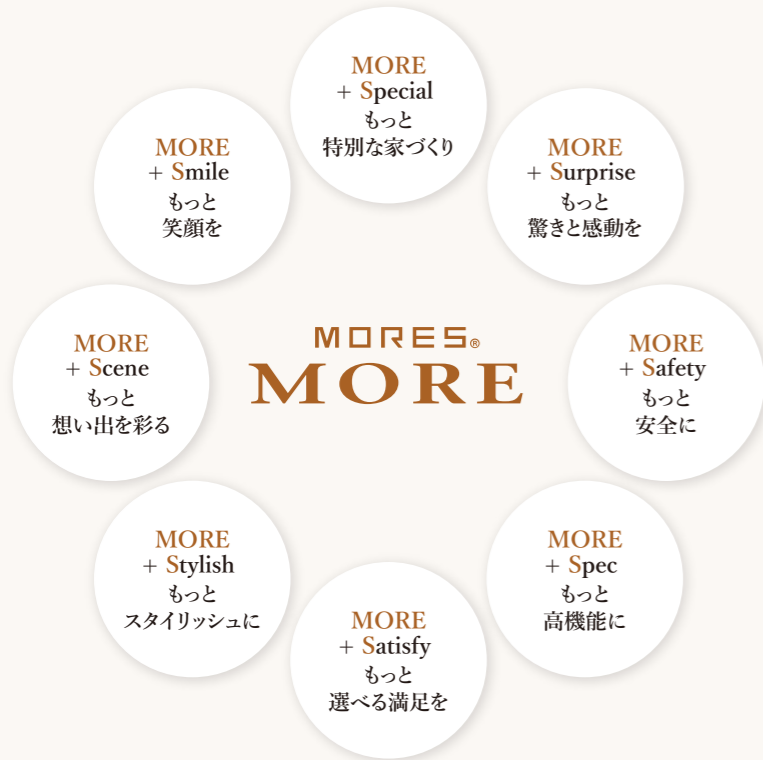 MORE
+ Special
もっと
特別な家づくり
MORE
+ Smile
もっと
笑顔を
MORE
+ Surprise
もっと
驚きと感動を
MORE
+ Scene
もっと
想い出を彩る
MORES®
MORE
MORE
+ Safety
もっと
安全に
MORE
+ Stylish
もっと
スタイリッシュに
MORE
+ Spec
もっと
高機能に
MORE
+ Satisfy
もっと
選べる満足を